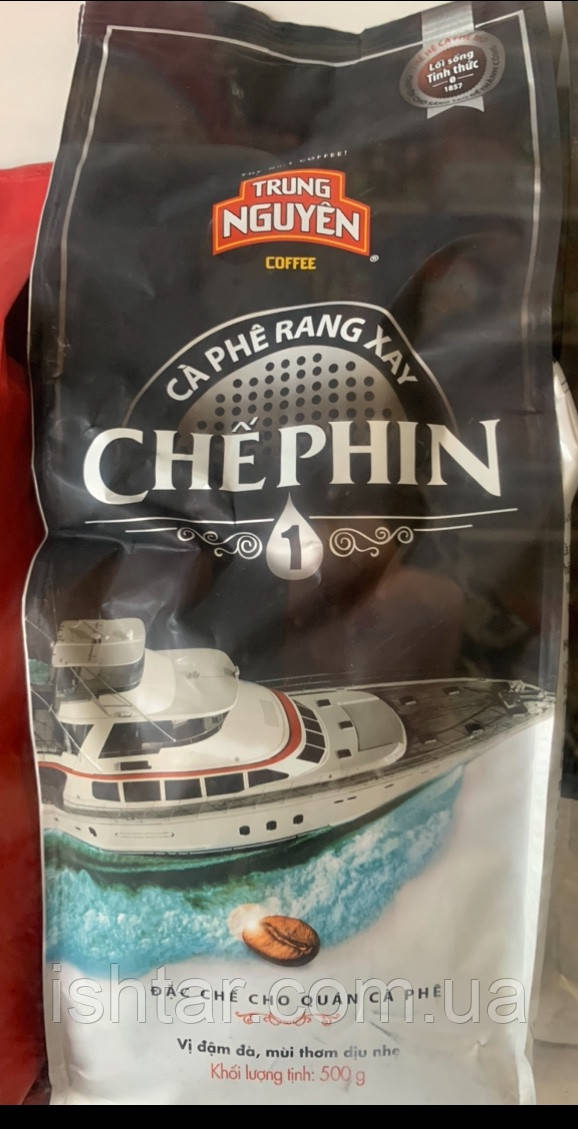 Lối sống
Tỉnh thức
1857
TRUNG
NGUYÊN
COFFEE
®
CÀ PHÊ RANG XAY
CHẾ PHIN
1
ĐẶC CHẾ CHO QUÁN CÀ PHÊ
ishtar.com.ua
Vị đậm đà, mùi thơm dịu nhẹ
Khối lượng tịnh: 500 g